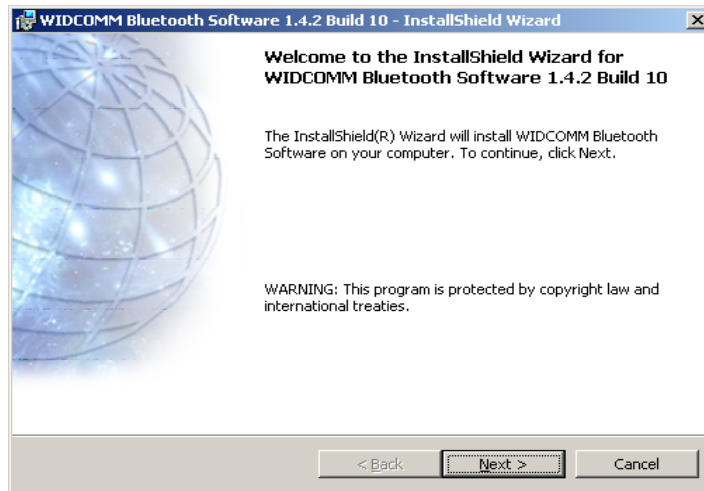 WIDCOMM Bluetooth Software 1.4.2 Build 10 - InstallShield Wizard
Welcome to the InstallShield Wizard for
WIDCOMM Bluetooth Software 1.4.2 Build 10
The InstallShield(R) Wizard will install WIDCOMM Bluetooth
Software on your computer. To continue, click Next.
WARNING: This program is protected by copyright law and
international treaties.
< Back
Next >
Cancel